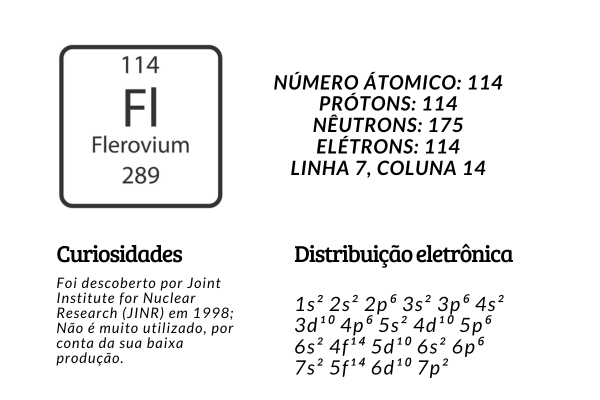 114
Fl
Flerovium
289
NÚMERO ÁTOMICO: 114
PRÓTONS: 114
NÊUTRONS: 175
ELÉTRONS: 114
LINHA 7, COLUNA 14
Curiosidades
Foi descoberto por Joint
Institute for Nuclear
Research (JINR) em 1998;
Não é muito utilizado, por
conta da sua baixa
produção.
Distribuição eletrônica
1s² 2s² 2p⁶ 3s² 3p⁶ 4s²
3d¹⁰ 4p⁶ 5s² 4d¹⁰ 5p⁶
6s² 4f¹⁴ 5d¹⁰ 6s² 6p⁶
7s² 5f¹⁴ 6d¹⁰ 7p²